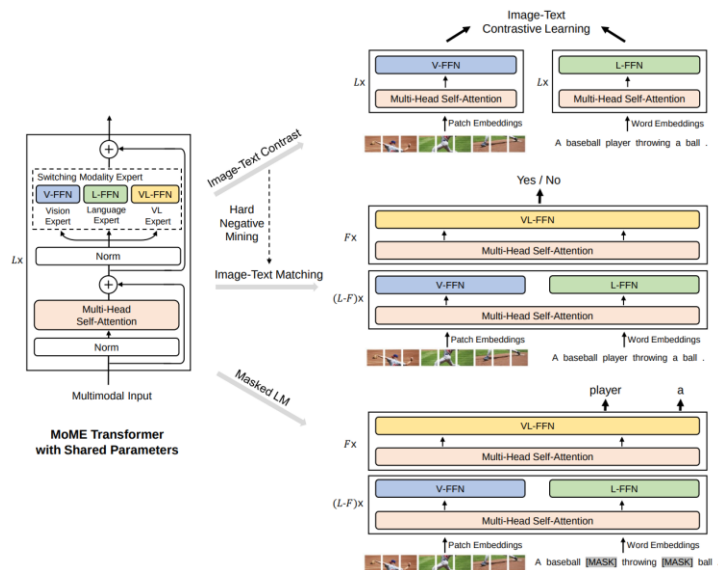 Image-Text
Contrastive Learning
Lx
V-FFN
Multi-Head Self-Attention
Patch Embeddings
Lx
L-FFN
Multi-Head Self-Attention
Word Embeddings
A baseball player throwing a ball .
Image-Text Contrast
Hard
Negative
Mining
Image-Text Matching
Masked LM
Lx
Switching Modality Expert
V-FFN L-FFN VL-FFN
Vision Expert
Language Expert
VL Expert
Norm
Multi-Head
Self-Attention
Norm
Multimodal Input
MoME Transformer
with Shared Parameters
Yes / No
Fx
VL-FFN
Multi-Head Self-Attention
(L-F)x
V-FFN L-FFN
Multi-Head Self-Attention
Patch Embeddings Word Embeddings
A baseball player throwing a ball .
player a
Fx
VL-FFN
Multi-Head Self-Attention
(L-F)x
V-FFN L-FFN
Multi-Head Self-Attention
Patch Embeddings Word Embeddings
A baseball [MASK] throwing [MASK] ball